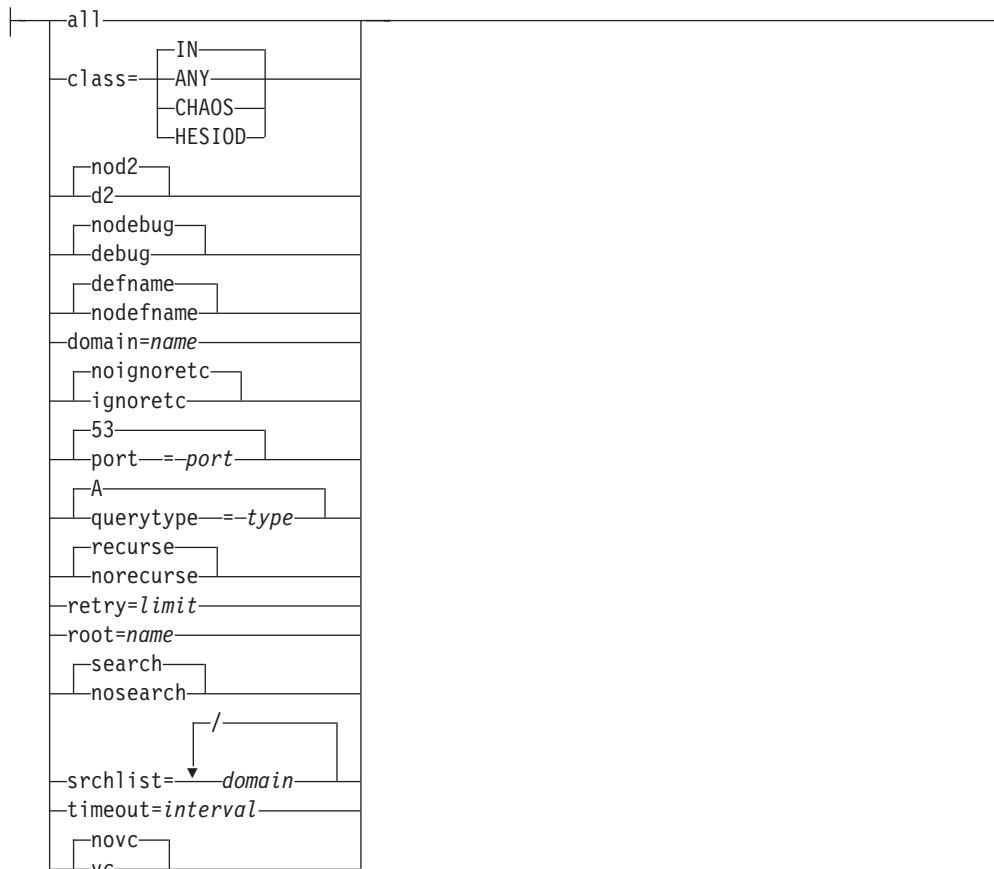 all
IN
class= ANY
CHAOS
HESIOD
nod2
d2
nodebug
debug
defname
nodefname
domain=name
noignoretc
ignoretc
53
port = port
A
querytype = type
recurse
norecurse
retry=limit
root=name
search
nosearch
/
srchlist= domain
timeout=interval
novc
vc